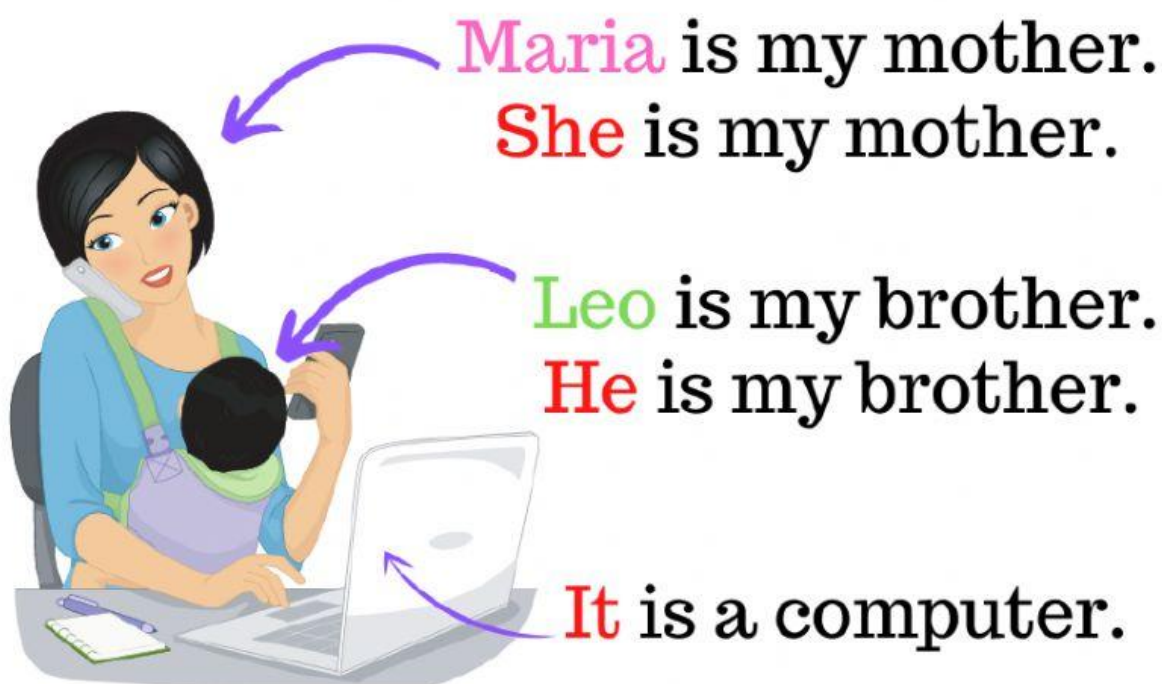 Maria is my mother.
She is my mother.
Leo is my brother.
He is my brother.
It is a computer.